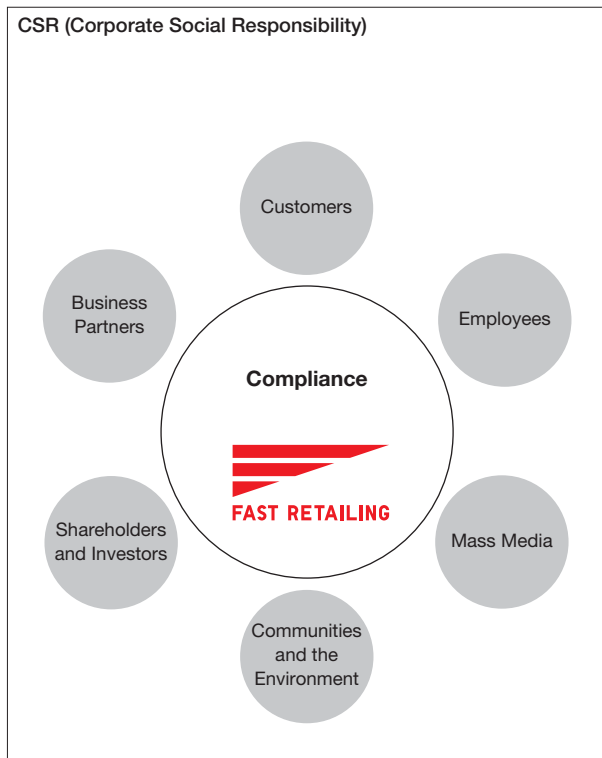 CSR (Corporate Social Responsibility)
Customers
Business
Partners
Employees
Compliance
FAST RETAILING
Shareholders
and Investors
Mass Media
Communities
and the
Environment